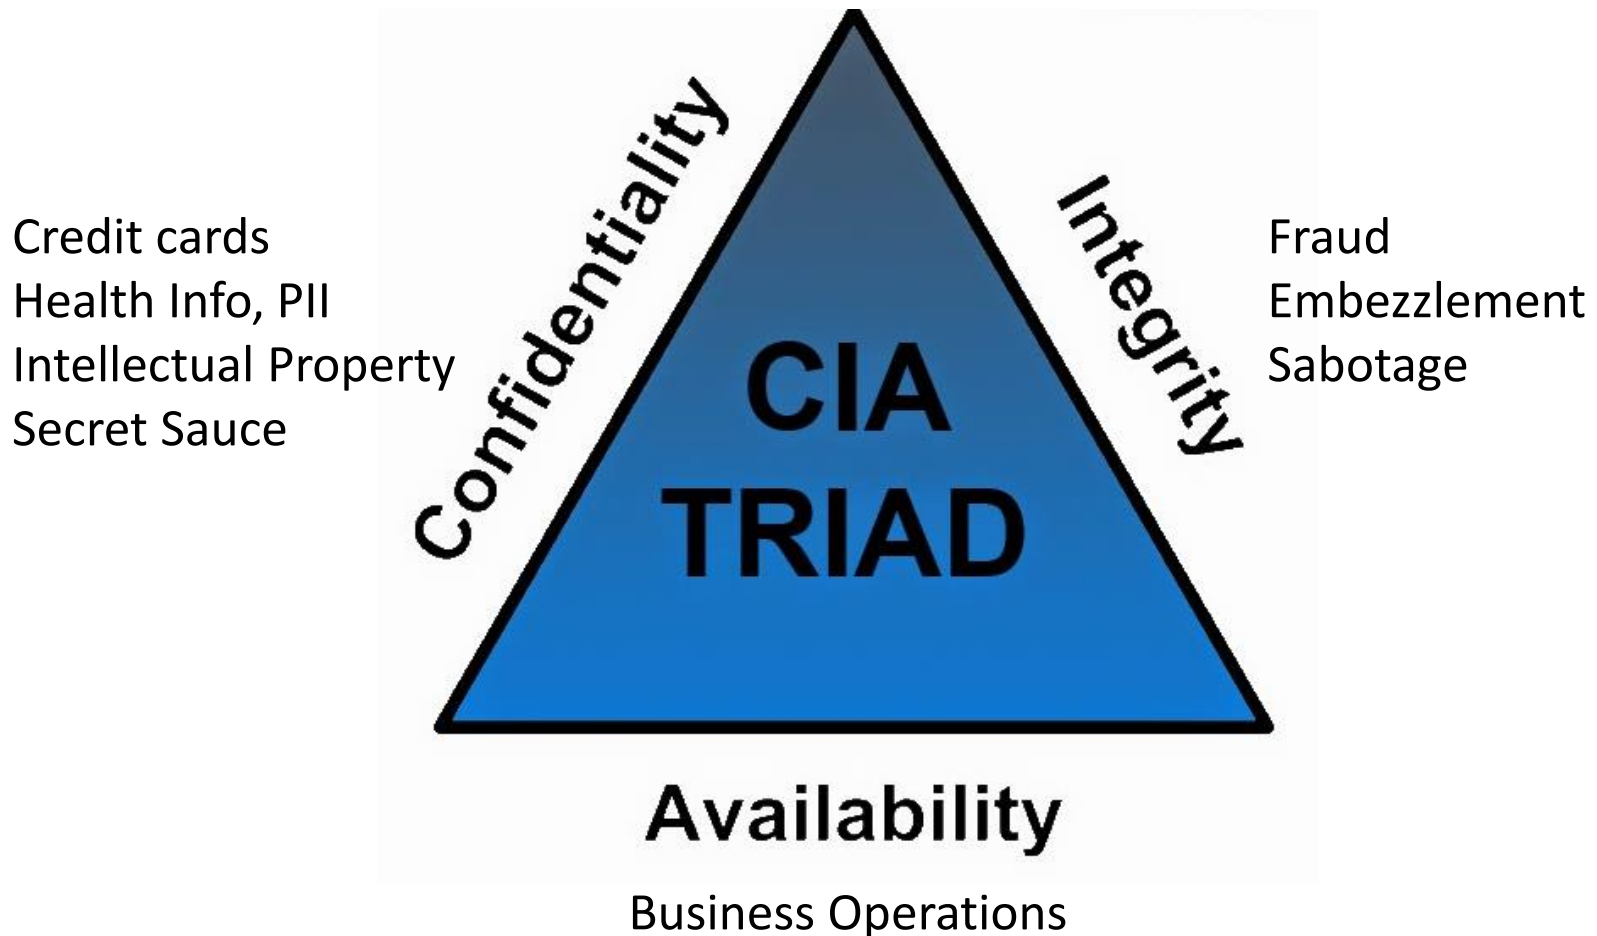 Confidentiality
Integrity
Credit cards
Health Info, PII
Intellectual Property
Secret Sauce
Fraud
Embezzlement
Sabotage
CIA
TRIAD
Availability
Business Operations